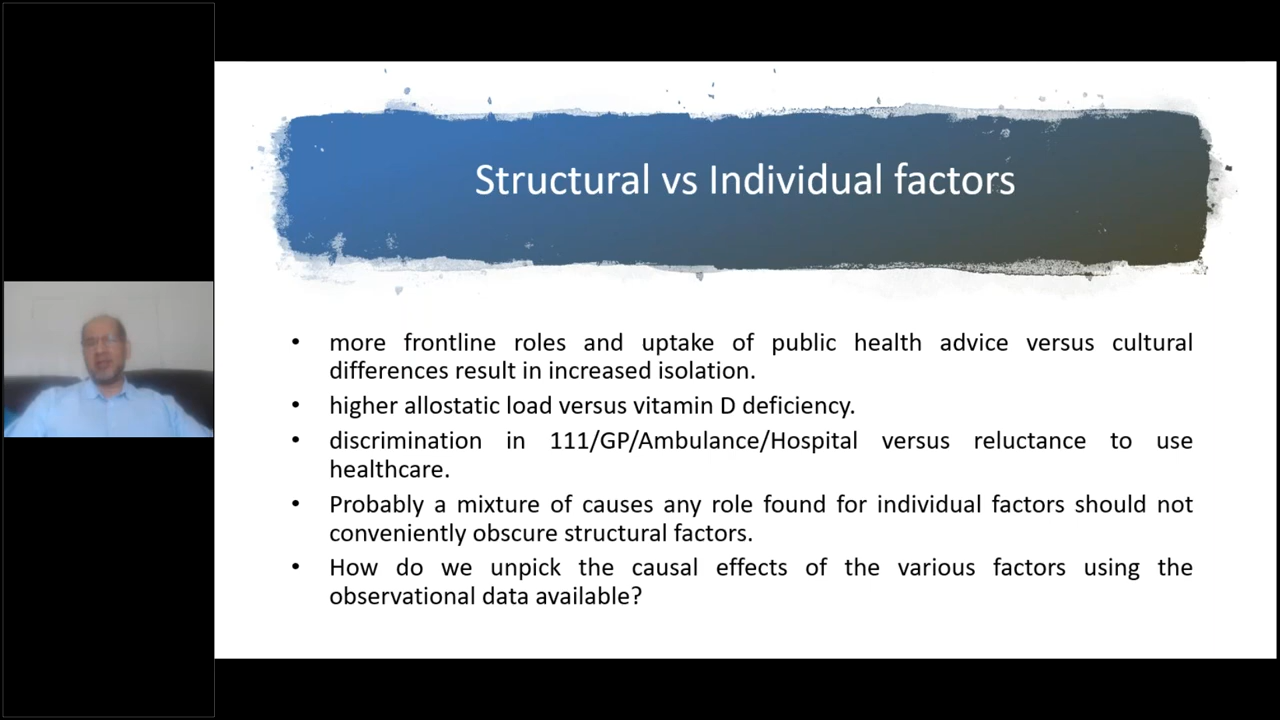 Structural vs Individual factors
• more frontline roles and uptake of public health advice versus cultural
differences result in increased isolation.
• higher allostatic load versus vitamin D deficiency.
• discrimination in 111/GP/Ambulance/Hospital versus reluctance to use
healthcare.
• Probably a mixture of causes any role found for individual factors should not
conveniently obscure structural factors.
• How do we unpick the causal effects of the various factors using the
observational data available?